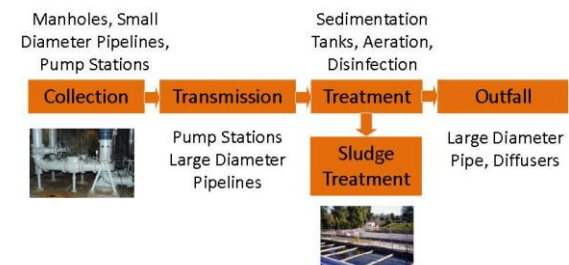 Manholes, Small
Diameter Pipelines,
Pump Stations
Sedimentation
Tanks, Aeration,
Disinfection
Collection
Transmission
Treatment
Outfall
Pump Stations
Large Diameter
Pipelines
Sludge
Treatment
Large Diameter
Pipe, Diffusers